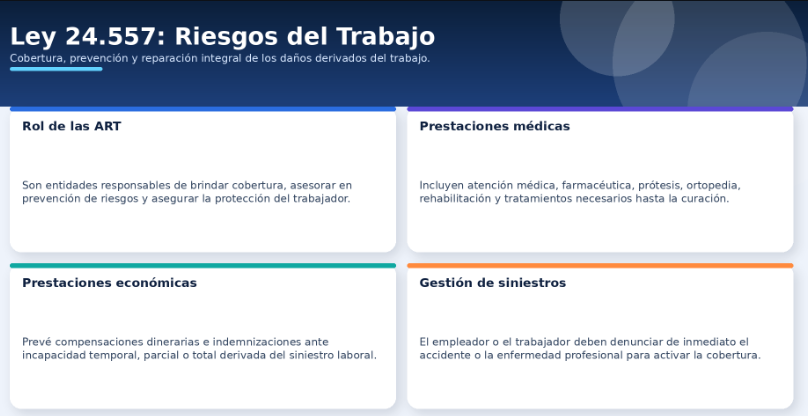 Ley 24.557: Riesgos del Trabajo
Cobertura, prevención y reparación integral de los daños derivados del trabajo.
Rol de las ART
Son entidades responsables de brindar cobertura, asesorar en
prevención de riesgos y asegurar la protección del trabajador.
Prestaciones médicas
Incluyen atención médica, farmacéutica, prótesis, ortopedia,
rehabilitación y tratamientos necesarios hasta la curación.
Prestaciones económicas
Prevé compensaciones dinerarias e indemnizaciones ante
incapacidad temporal, parcial o total derivada del siniestro laboral.
Gestión de siniestros
El empleador o el trabajador deben denunciar de inmediato el
accidente o la enfermedad profesional para activar la cobertura.